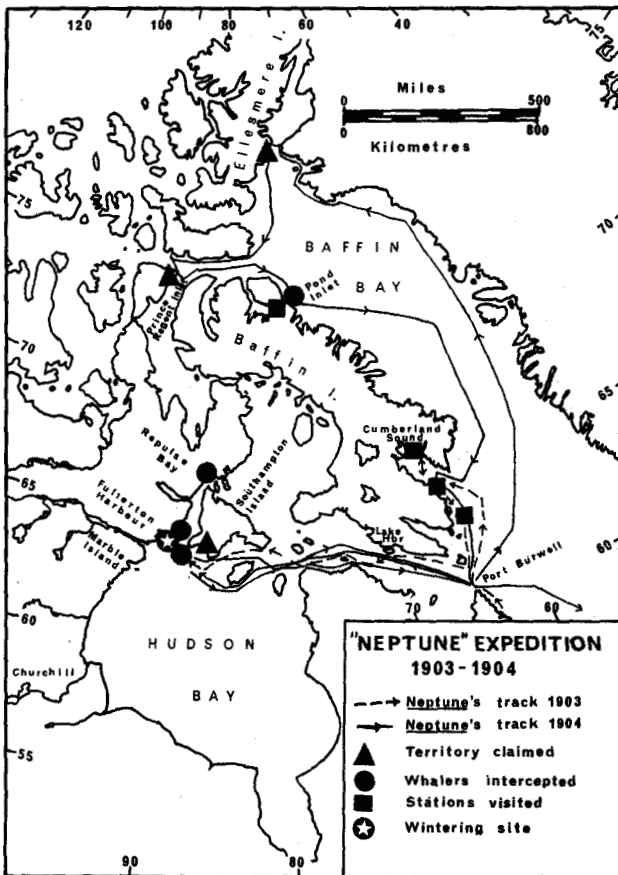 120
100
80
60
50
40
30
75
Ellesmere I.
Miles
0
500
0
800
Kilometres
75
70
BAFFIN
BAY
Pond
Inlet
Prince
Regent Inlet
70
Baffin I.
65
Cumberland
Sound
Repulse
Bay
65
Fullerton
Harbour
Southampton
Island
Marble
Island
Lake
Hbr
60
Port Burwell
60
70
60
HUDSON
BAY
Churchill
55
90
80
"NEPTUNE" EXPEDITION
1903-1904
Neptune's track 1903
Neptune's track 1904
Territory claimed
Whalers intercepted
Stations visited
Wintering site